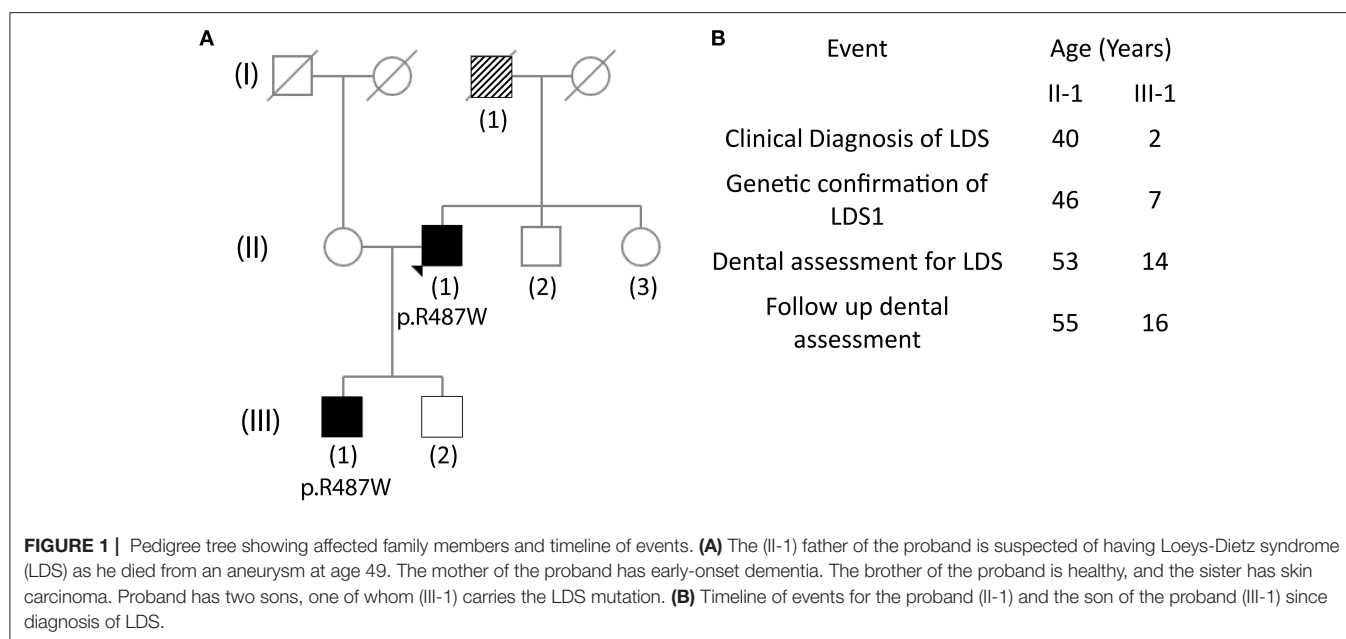 A
(I)
(1)
(II)
(1)
(2)
(3)
p.R487W
(III)
(1)
(2)
p.R487W
B
Event Age (Years)
II-1 III-1
Clinical Diagnosis of LDS 40 2
Genetic confirmation of
LDS1 46 7
Dental assessment for LDS 53 14
Follow up dental
assessment 55 16
FIGURE 1 | Pedigree tree showing affected family members and timeline of events. (A) The (II-1) father of the proband is suspected of having Loeys-Dietz syndrome
(LDS) as he died from an aneurysm at age 49. The mother of the proband has early-onset dementia. The brother of the proband is healthy, and the sister has skin
carcinoma. Proband has two sons, one of whom (III-1) carries the LDS mutation. (B) Timeline of events for the proband (II-1) and the son of the proband (III-1) since
diagnosis of LDS.